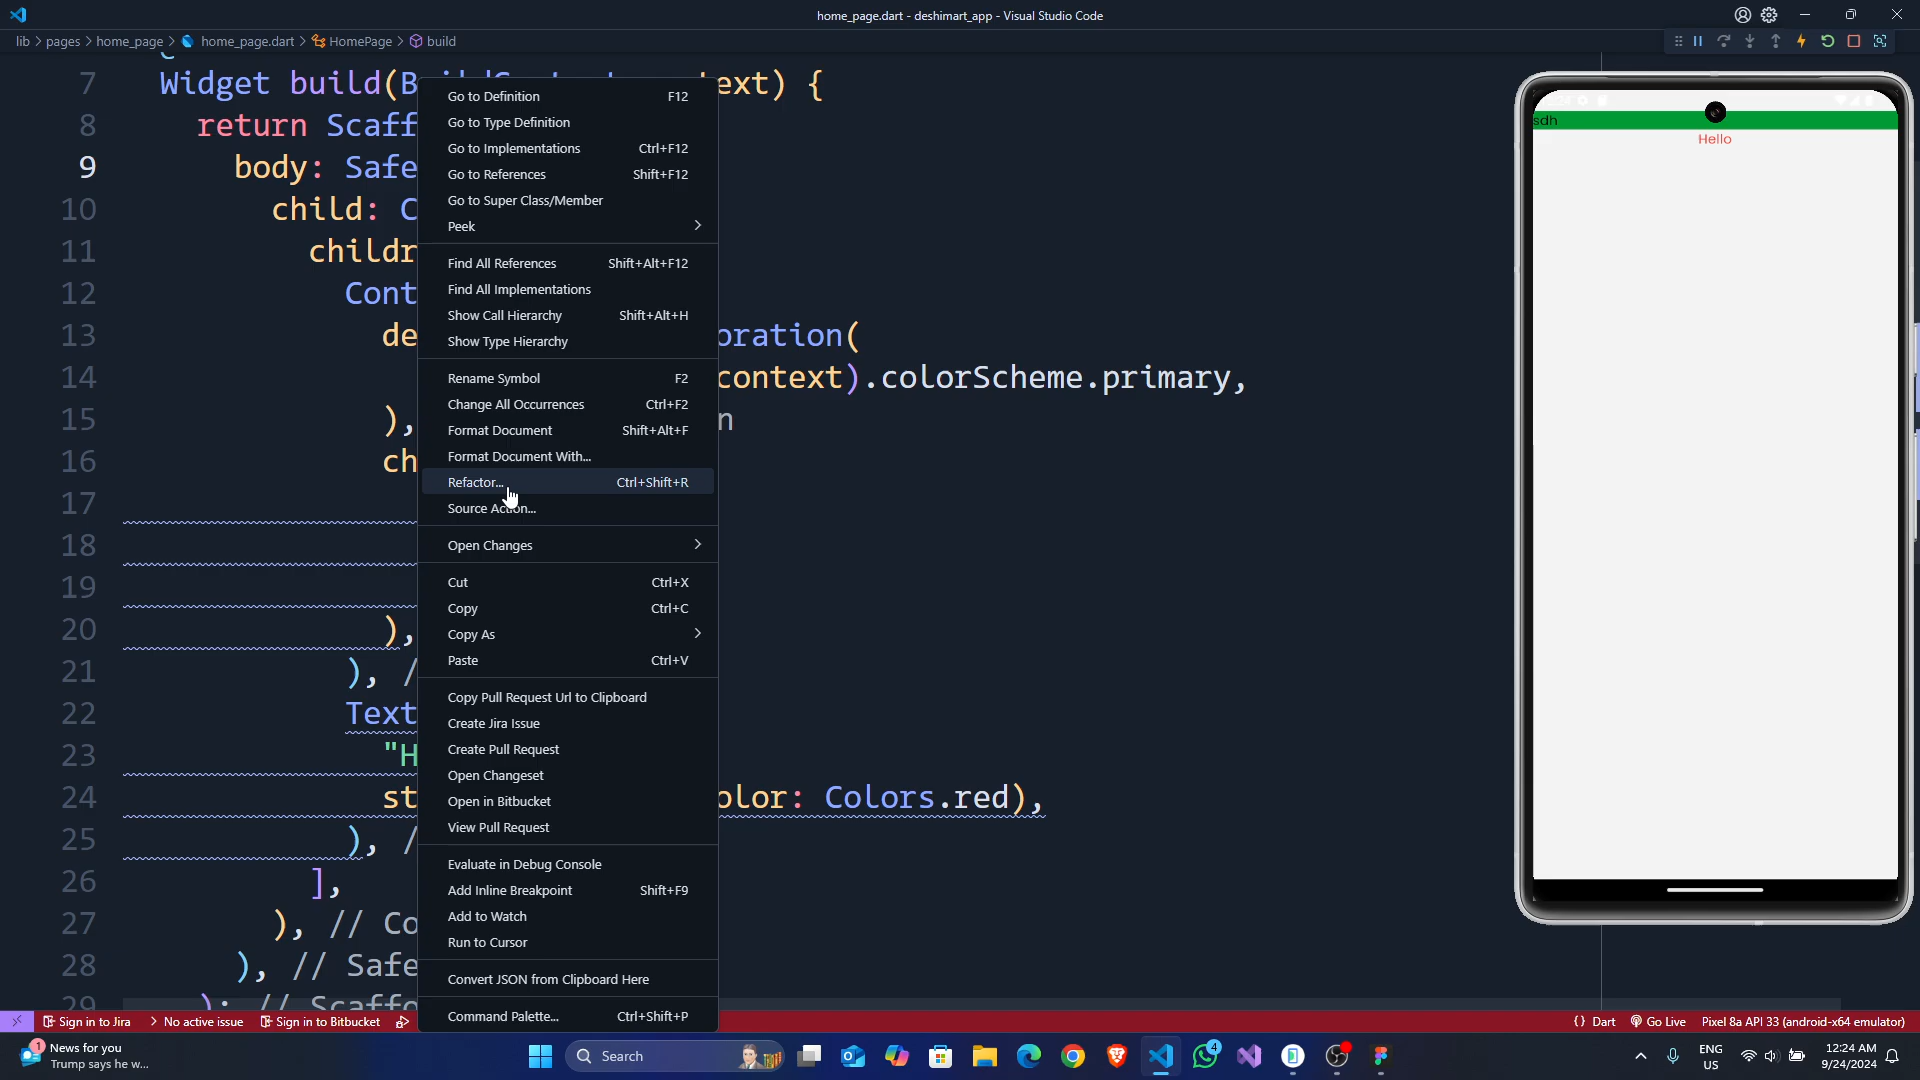 home_page.dart - deshimart_app - Visual Studio Code
lib > pages > home_page > home_page.dart > HomePage > build
7 Widget build(B ext) {
8 return Scaff
9 body: Safe
10 child: C
11 childr
12 Cont
13 de oration(
14 context).colorScheme.primary,
15 ), n
16 ch
17
18
19
20 ),
21 ), /
22 Text
23 "H
24 st olor: Colors.red),
25 ), /
26 ],
27 ), // Co
28 ), // Safe
29 ); // Scaffo
Go to Definition F12
Go to Type Definition
Go to Implementations Ctrl+F12
Go to References Shift+F12
Go to Super Class/Member
Peek
Find All References Shift+Alt+F12
Find All Implementations
Show Call Hierarchy Shift+Alt+H
Show Type Hierarchy
Rename Symbol F2
Change All Occurrences Ctrl+F2
Format Document Shift+Alt+F
Format Document With...
Refactor... Ctrl+Shift+R
Source Action...
Open Changes
Cut Ctrl+X
Copy Ctrl+C
Copy As
Paste Ctrl+V
Copy Pull Request Url to Clipboard
Create Jira Issue
Create Pull Request
Open Changeset
Open in Bitbucket
View Pull Request
Evaluate in Debug Console
Add Inline Breakpoint Shift+F9
Add to Watch
Run to Cursor
Convert JSON from Clipboard Here
Command Palette... Ctrl+Shift+P
sdh
Hello
Sign in to Jira No active issue Sign in to Bitbucket {} Dart Go Live Pixel 8a API 33 (android-x64 emulator)
1 News for you
Trump says he w...
Search
4
ENG
US
12:24 AM
9/24/2024